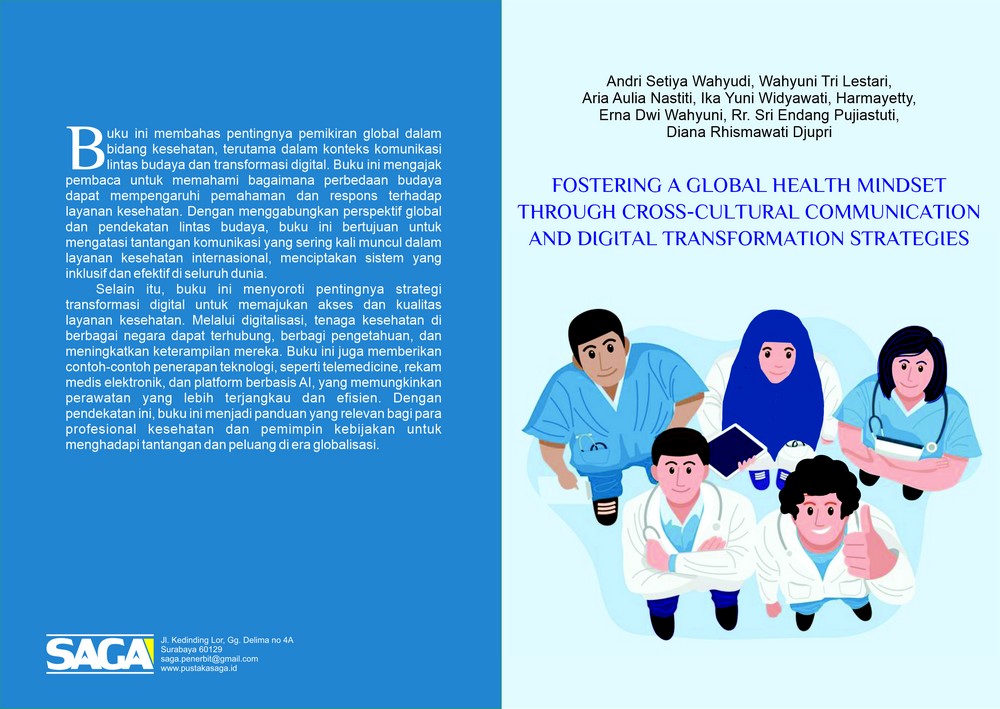 Buku ini membahas pentingnya pemikiran global dalam
bidang kesehatan, terutama dalam konteks komunikasi
lintas budaya dan transformasi digital. Buku ini mengajak
pembaca untuk memahami bagaimana perbedaan budaya
dapat mempengaruhi pemahaman dan respons terhadap
layanan kesehatan. Dengan menggabungkan perspektif global
dan pendekatan lintas budaya, buku ini bertujuan untuk
mengatasi tantangan komunikasi yang sering kali muncul dalam
layanan kesehatan internasional, menciptakan sistem yang
inklusif dan efektif di seluruh dunia.
Selain itu, buku ini menyoroti pentingnya strategi
transformasi digital untuk memajukan akses dan kualitas
layanan kesehatan. Melalui digitalisasi, tenaga kesehatan di
berbagai negara dapat terhubung, berbagi pengetahuan, dan
meningkatkan keterampilan mereka. Buku ini juga memberikan
contoh-contoh penerapan teknologi, seperti telemedicine, rekam
medis elektronik, dan platform berbasis AI, yang memungkinkan
perawatan yang lebih terjangkau dan efisien. Dengan
pendekatan ini, buku ini menjadi panduan yang relevan bagi para
profesional kesehatan dan pemimpin kebijakan untuk
menghadapi tantangan dan peluang di era globalisasi.
SAGA
Jl. Kedinding Lor, Gg. Delima no 4A
Surabaya 60129
saga.penerbit@gmail.com
www.pustakasaga.id
Andri Setiya Wahyudi, Wahyuni Tri Lestari,
Aria Aulia Nastiti, Ika Yuni Widyawati, Harmayetty,
Erna Dwi Wahyuni, Rr. Sri Endang Pujiastuti,
Diana Rhismawati Djupri
FOSTERING A GLOBAL HEALTH MINDSET
THROUGH CROSS-CULTURAL COMMUNICATION
AND DIGITAL TRANSFORMATION STRATEGIES